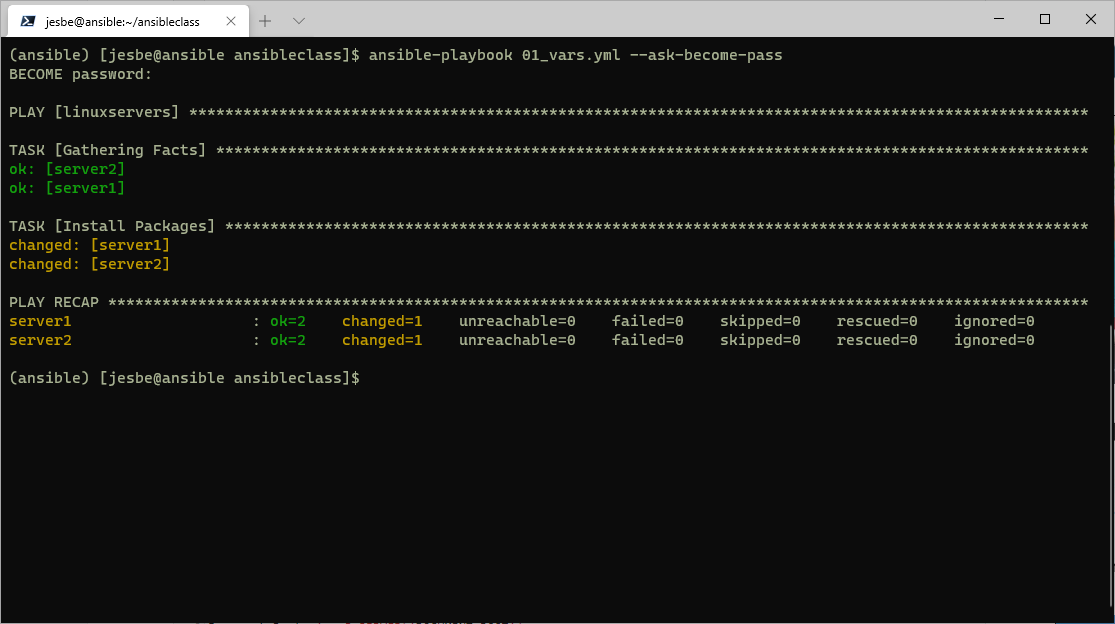 jesbe@ansible:~/ansibleclass
(ansible) [jesbe@ansible ansibleclass]$ ansible-playbook 01_vars.yml --ask-become-pass
BECOME password:
PLAY [linuxservers] ****************************************************************************************************
TASK [Gathering Facts] *************************************************************************************************
ok: [server2]
ok: [server1]
TASK [Install Packages] ************************************************************************************************
changed: [server1]
changed: [server2]
PLAY RECAP *************************************************************************************************************
server1                    : ok=2    changed=1    unreachable=0    failed=0    skipped=0    rescued=0    ignored=0
server2                    : ok=2    changed=1    unreachable=0    failed=0    skipped=0    rescued=0    ignored=0
(ansible) [jesbe@ansible ansibleclass]$